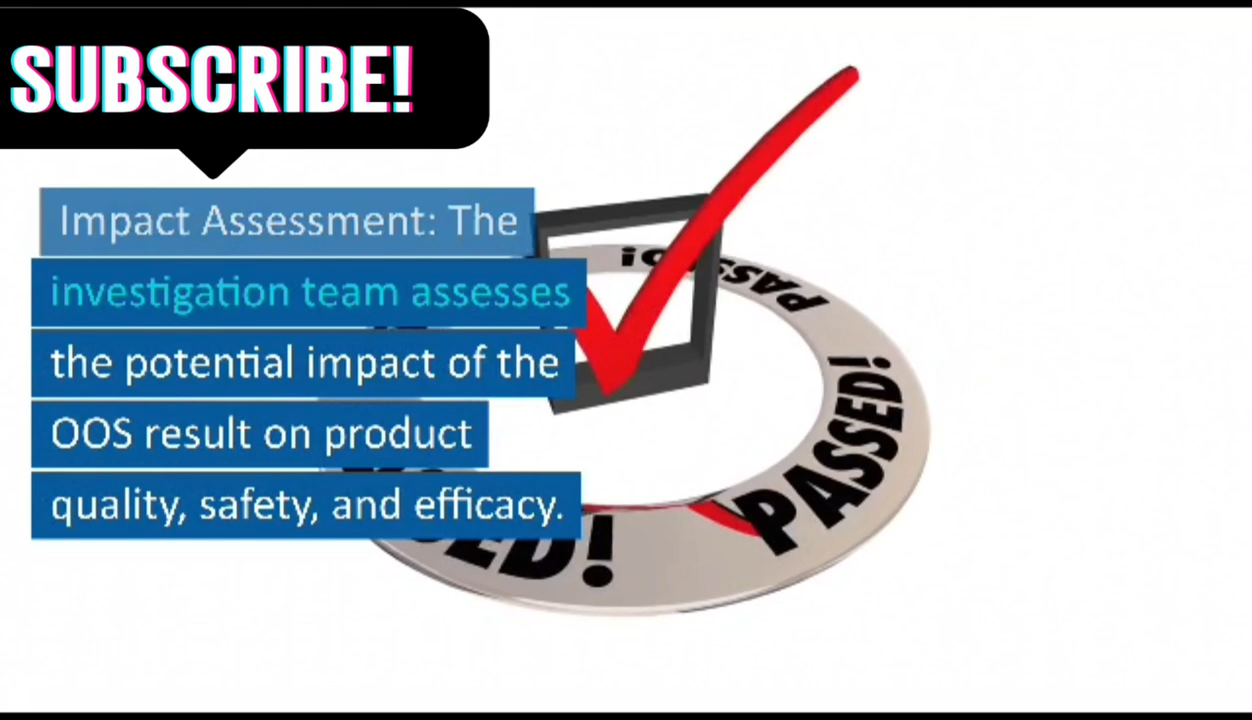 SUBSCRIBE!
Impact Assessment: The
investigation team assesses
the potential impact of the
OOS result on product
quality, safety, and efficacy.
PASSED!